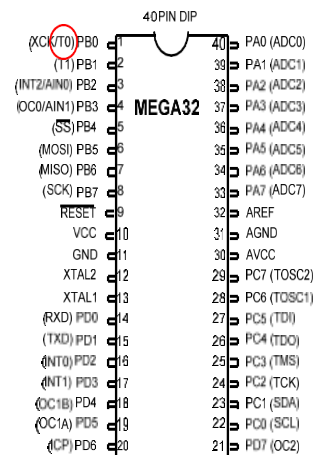 40PIN DIP
(XCK/T0) PB0 1 40 PA0 (ADC0)
(T1) PB1 2 39 PA1 (ADC1)
(INT2/AIN0) PB2 3 38 PA2 (ADC2)
(OC0/AIN1) PB3 4 MEGA32 37 PA3 (ADC3)
(SS) PB4 5 36 PA4 (ADC4)
(MOSI) PB5 6 35 PA5 (ADC5)
(MISO) PB6 7 34 PA6 (ADC6)
(SCK) PB7 8 33 PA7 (ADC7)
RESET 9 32 AREF
VCC 10 31 AGND
GND 11 30 AVCC
XTAL2 12 29 PC7 (TOSC2)
XTAL1 13 28 PC6 (TOSC1)
(RXD) PD0 14 27 PC5 (TDI)
(TXD) PD1 15 26 PC4 (TDO)
(INT0) PD2 16 25 PC3 (TMS)
(INT1) PD3 17 24 PC2 (TCK)
(OC1B) PD4 18 23 PC1 (SDA)
(OC1A) PD5 19 22 PC0 (SCL)
(ICP) PD6 20 21 PD7 (OC2)